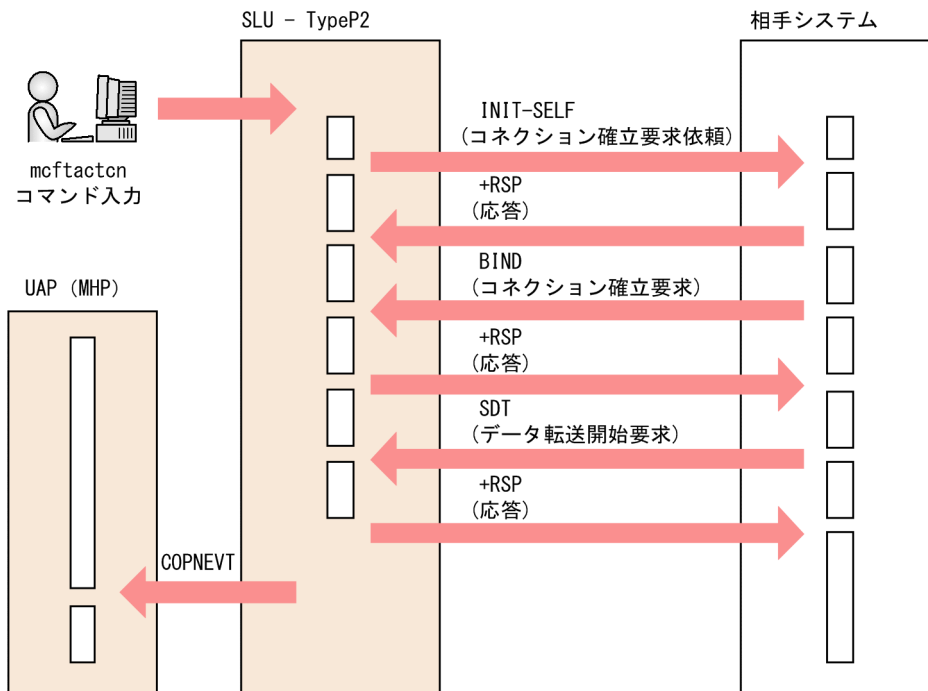 SLU - TypeP2
相手システム
mcftactcn
コマンド入力
INIT-SELF
(コネクション確立要求依頼)
+RSP
(応答)
BIND
(コネクション確立要求)
UAP (MHP)
+RSP
(応答)
SDT
(データ転送開始要求)
+RSP
(応答)
COPNEVT